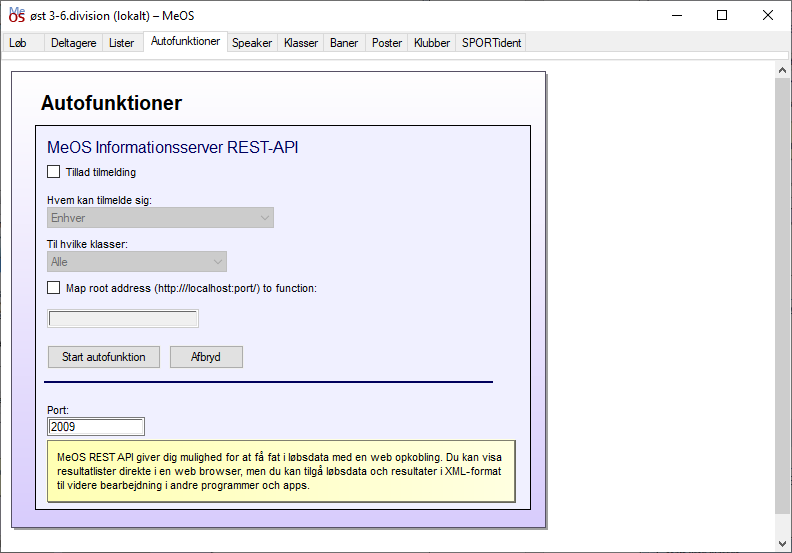 MeOS øst 3-6.division (lokalt) – MeOS
Løb Deltagere Lister Autofunktioner Speaker Klasser Baner Poster Klubber SPORTident
Autofunktioner
MeOS Informationsserver REST-API
Tillad tilmelding
Hvem kan tilmelde sig:
Enhver
Til hvilke klasser:
Alle
Map root address (http:///localhost:port/) to function:
Start autofunktion Afbryd
Port:
2009
MeOS REST API giver dig mulighed for at få fat i løbsdata med en web opkobling. Du kan visa
resultatlister direkte i en web browser, men du kan tilgå løbsdata och resultater i XML-format
til videre bearbejdning i andre programmer och apps.